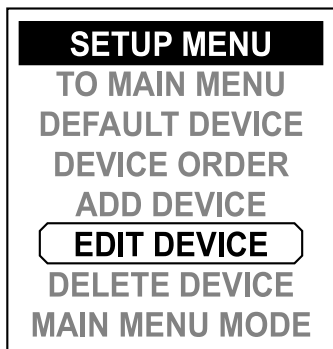 SETUP MENU
TO MAIN MENU
DEFAULT DEVICE
DEVICE ORDER
ADD DEVICE
EDIT DEVICE
DELETE DEVICE
MAIN MENU MODE